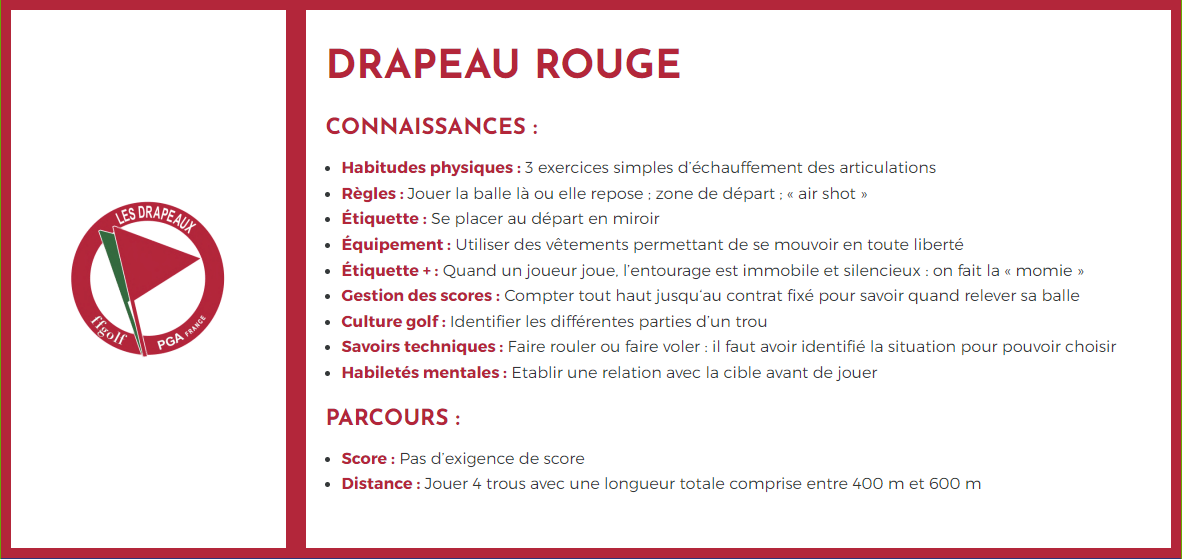 LES DRAPEAUX
ffgolf
PGA FRANCE
DRAPEAU ROUGE
CONNAISSANCES :
• Habitudes physiques : 3 exercices simples d'échauffement des articulations
• Règles : Jouer la balle là ou elle repose ; zone de départ ; « air shot »
• Étiquette : Se placer au départ en miroir
• Équipement : Utiliser des vêtements permettant de se mouvoir en toute liberté
• Étiquette + : Quand un joueur joue, l'entourage est immobile et silencieux : on fait la « momie »
• Gestion des scores : Compter tout haut jusqu'au contrat fixé pour savoir quand relever sa balle
• Culture golf : Identifier les différentes parties d'un trou
• Savoirs techniques : Faire rouler ou faire voler : il faut avoir identifié la situation pour pouvoir choisir
• Habiletés mentales : Etablir une relation avec la cible avant de jouer
PARCOURS :
• Score : Pas d'exigence de score
• Distance : Jouer 4 trous avec une longueur totale comprise entre 400 m et 600 m